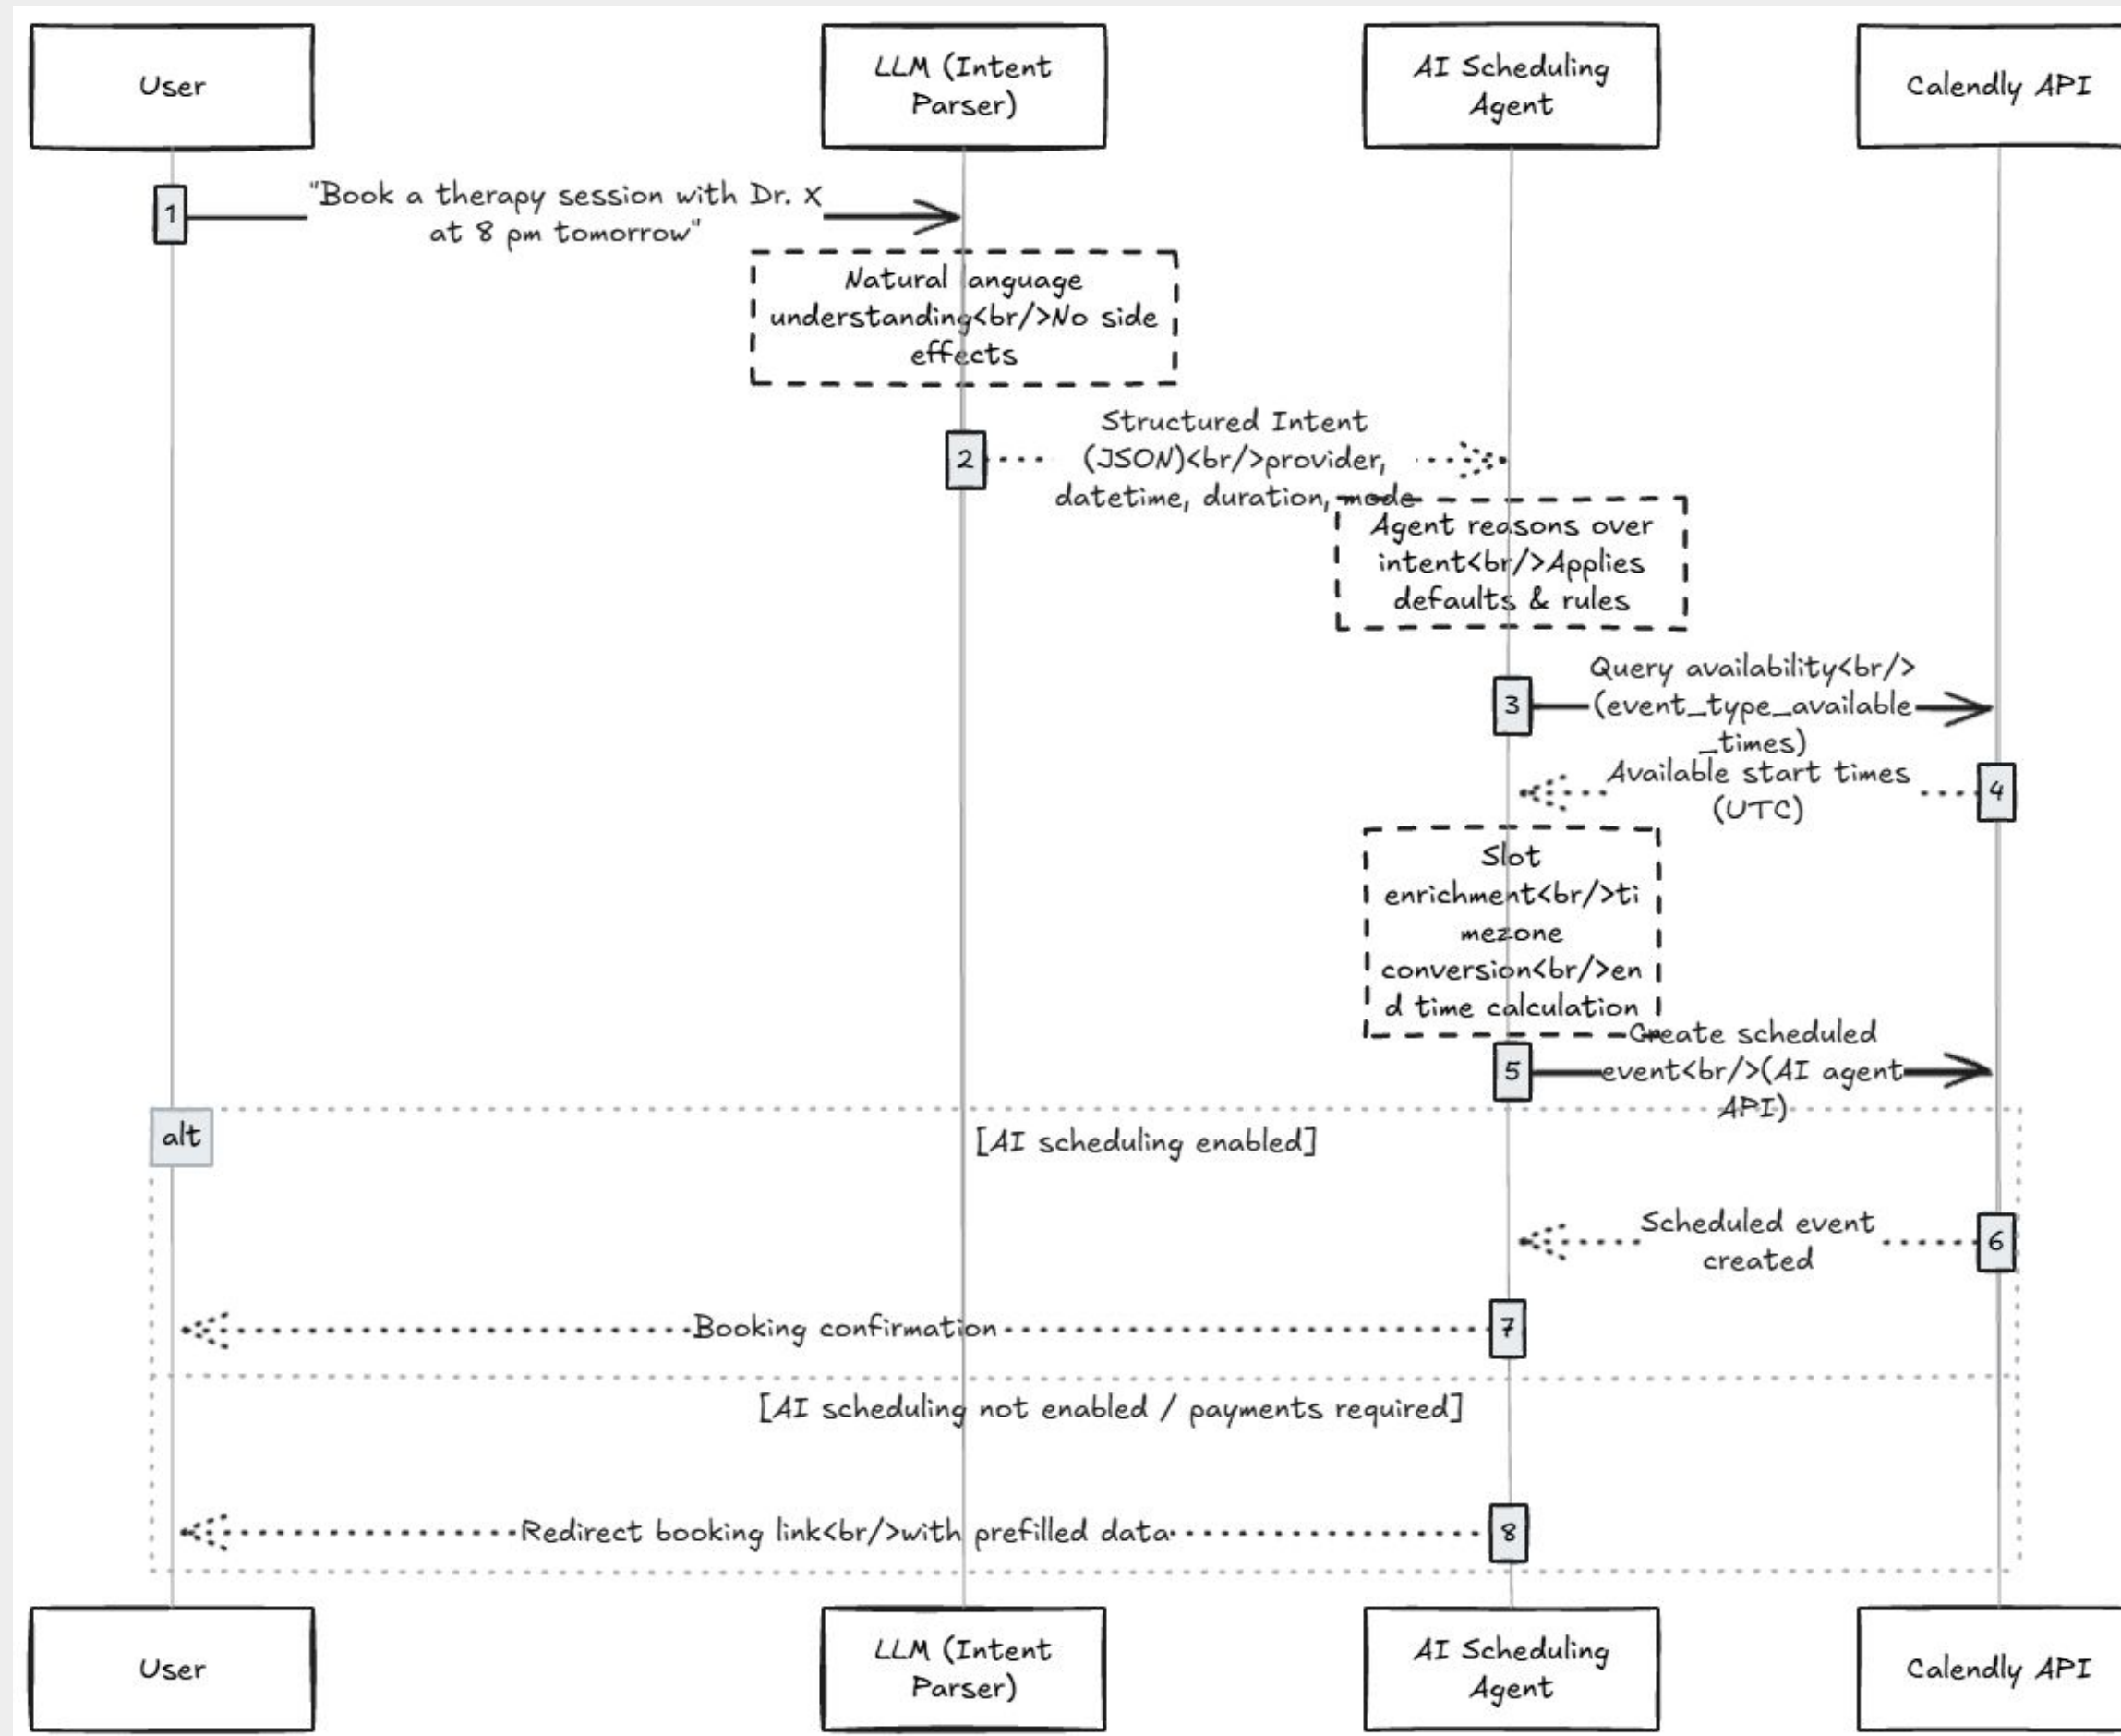 User
LLM (Intent
Parser)
AI Scheduling
Agent
Calendly API
1
"Book a therapy session with Dr. X
at 8 pm tomorrow"
Natural language
understanding<br/>No side
effects
2
Structured Intent
(JSON)<br/>provider,
datetime, duration, mode
Agent reasons over
intent<br/>Applies
defaults & rules
3
Query availability<br/>
(event_type_available
_times)
4
Available start times
(UTC)
Slot
enrichment<br/>ti
mezone
conversion<br/>en
d time calculation
5
Create scheduled
event<br/>(AI agent
API)
alt
[AI scheduling enabled]
6
Scheduled event
created
7
Booking confirmation
[AI scheduling not enabled / payments required]
8
Redirect booking link<br/>with prefilled data
User
LLM (Intent
Parser)
AI Scheduling
Agent
Calendly API